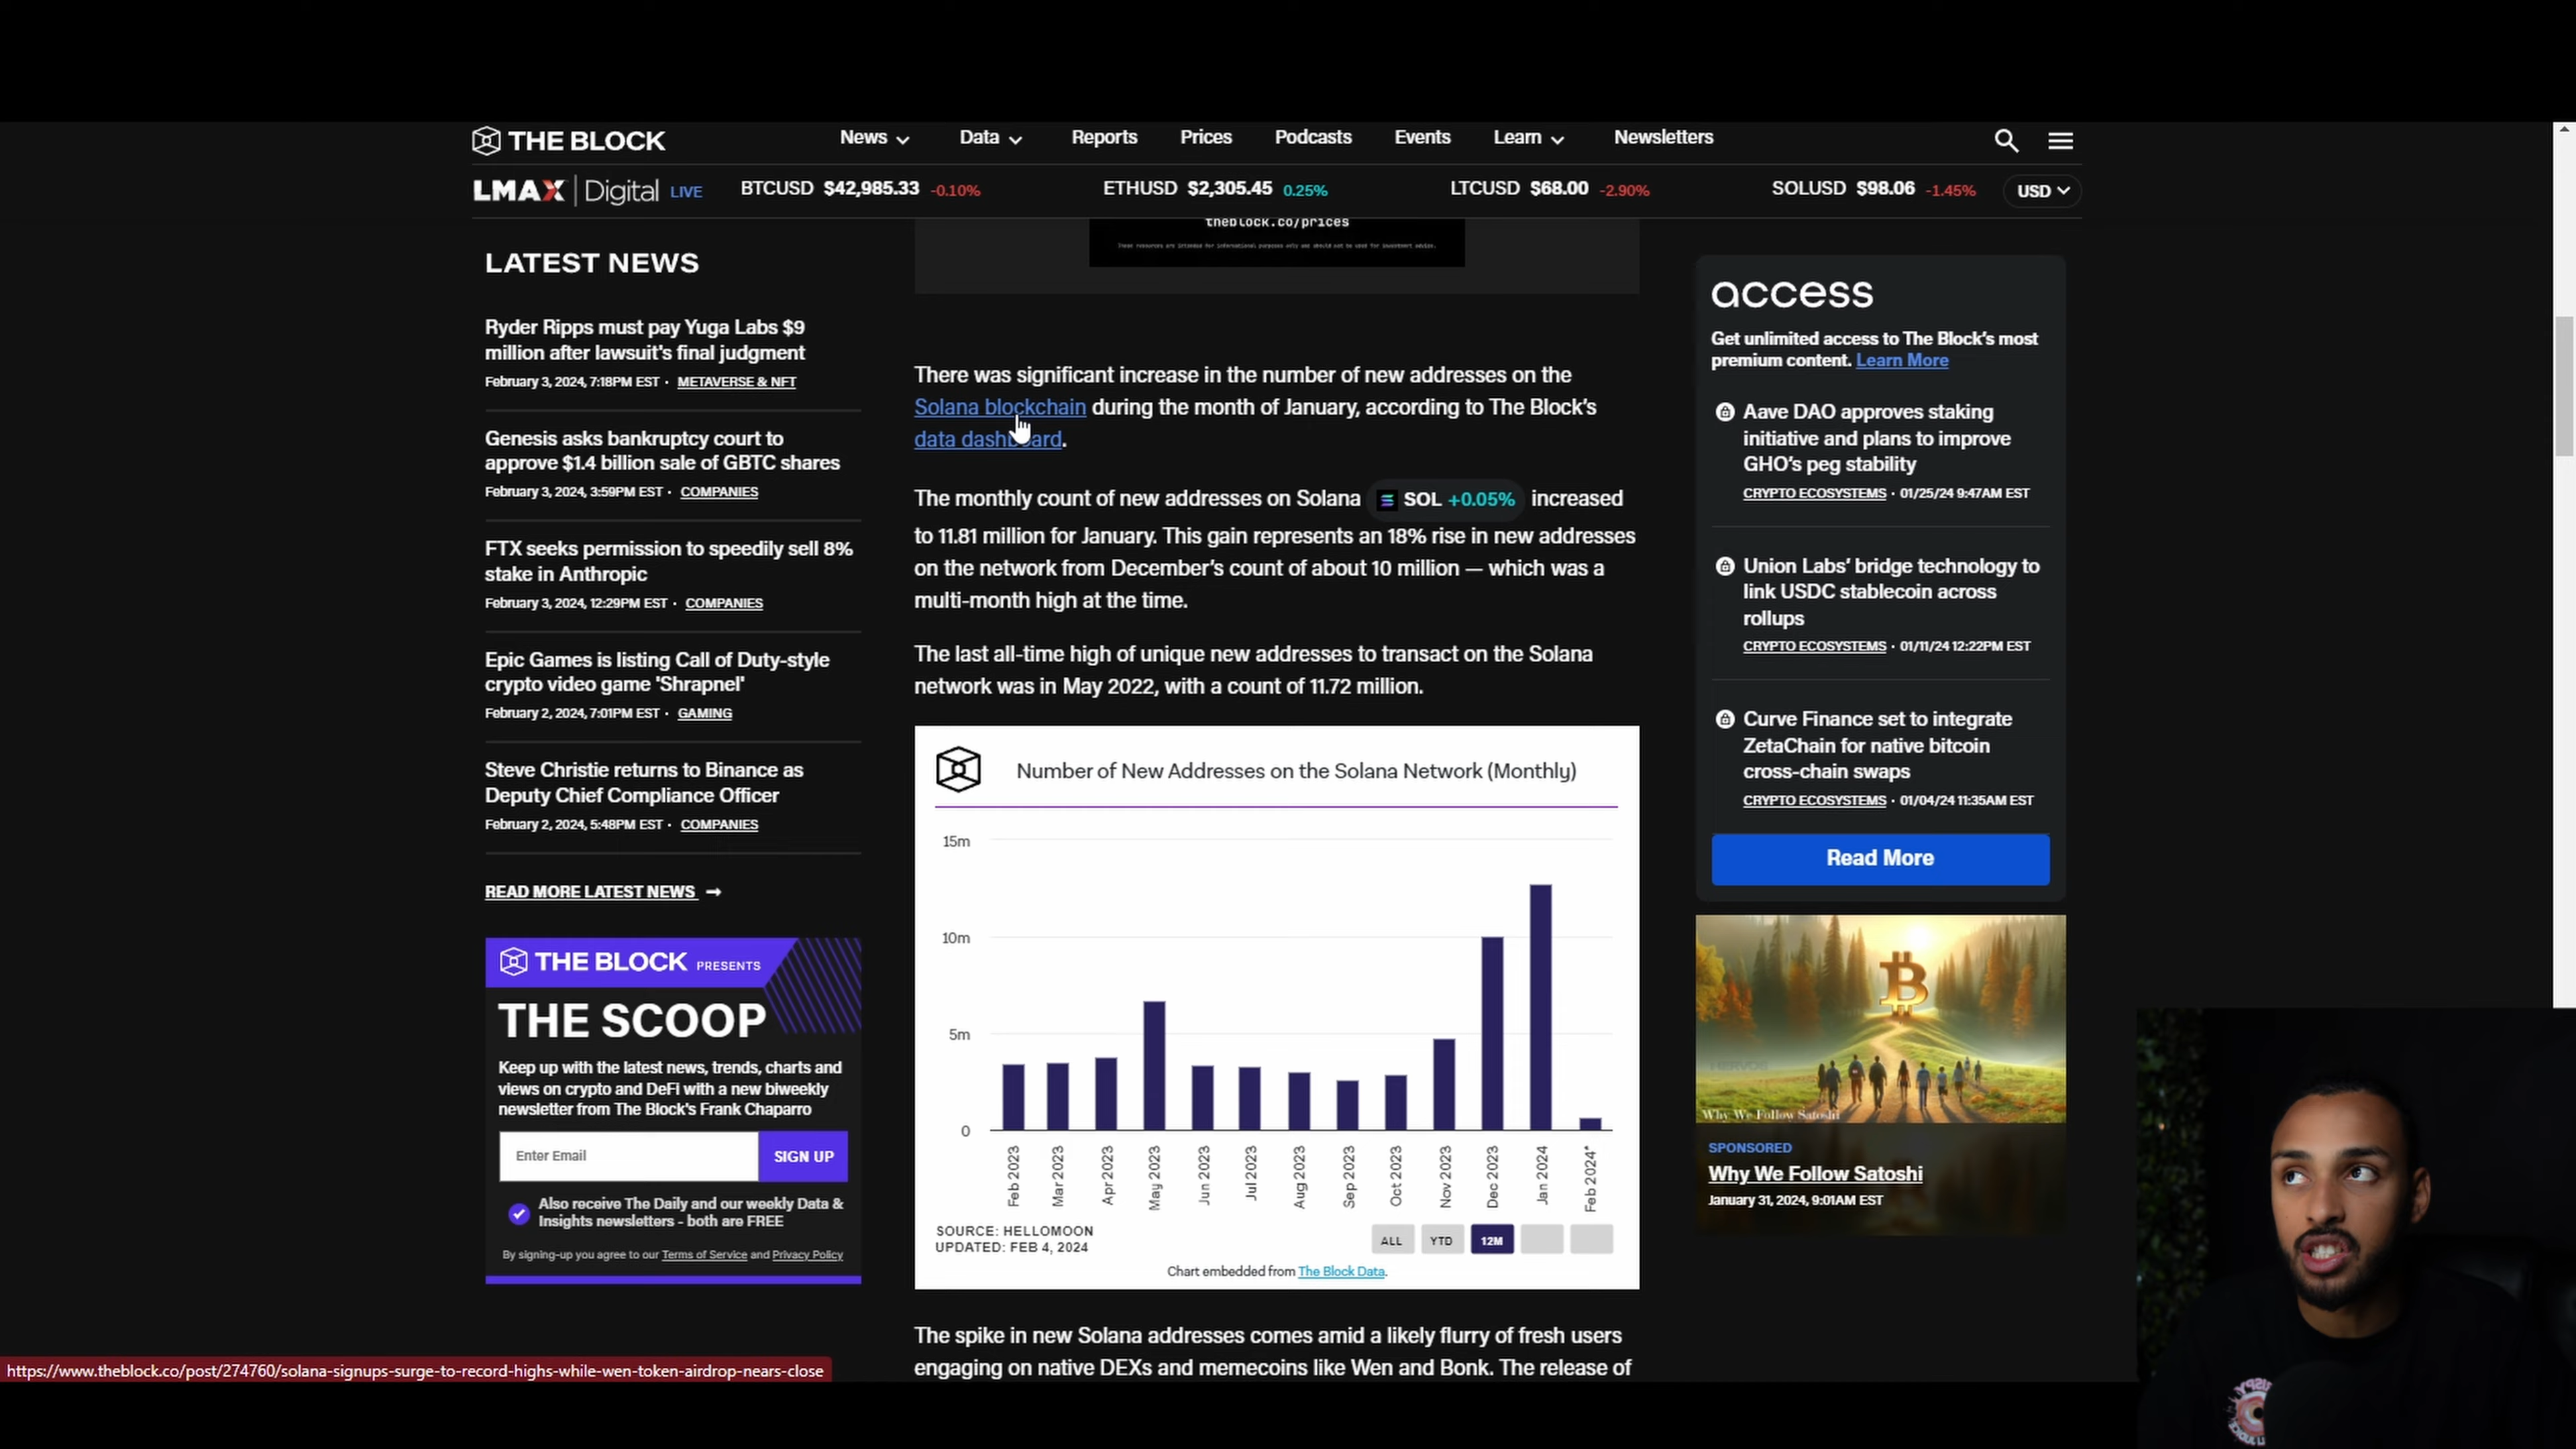 THE BLOCK
News
Data
Reports
Prices
Podcasts
Events
Learn
Newsletters
LMAX Digital LIVE
BTCUSD $42,985.33 -0.10%
ETHUSD $2,305.45 0.25%
LTCUSD $68.00 -2.90%
SOLUSD $98.06 -1.45%
USD
LATEST NEWS
Ryder Ripps must pay Yuga Labs $9
million after lawsuit's final judgment
February 3, 2024, 7:18PM EST · METAVERSE & NFT
Genesis asks bankruptcy court to
approve $1.4 billion sale of GBTC shares
February 3, 2024, 3:59PM EST · COMPANIES
FTX seeks permission to speedily sell 8%
stake in Anthropic
February 3, 2024, 12:29PM EST · COMPANIES
Epic Games is listing Call of Duty-style
crypto video game 'Shrapnel'
February 2, 2024, 7:01PM EST · GAMING
Steve Christie returns to Binance as
Deputy Chief Compliance Officer
February 2, 2024, 5:48PM EST · COMPANIES
READ MORE LATEST NEWS →
THE BLOCK PRESENTS
THE SCOOP
Keep up with the latest news, trends, charts and
views on crypto and DeFi with a new biweekly
newsletter from The Block's Frank Chaparro
Enter Email
SIGN UP
Also receive The Daily and our weekly Data &
Insights newsletters - both are FREE
By signing-up you agree to our Terms of Service and Privacy Policy
theblock.co/prices
These resources are intended for informational purposes only and should not be used for investment advice.
There was significant increase in the number of new addresses on the
Solana blockchain during the month of January, according to The Block's
data dashboard.
The monthly count of new addresses on Solana SOL +0.05% increased
to 11.81 million for January. This gain represents an 18% rise in new addresses
on the network from December's count of about 10 million — which was a
multi-month high at the time.
The last all-time high of unique new addresses to transact on the Solana
network was in May 2022, with a count of 11.72 million.
Number of New Addresses on the Solana Network (Monthly)
15m
10m
5m
0
Feb 2023
Mar 2023
Apr 2023
May 2023
Jun 2023
Jul 2023
Aug 2023
Sep 2023
Oct 2023
Nov 2023
Dec 2023
Jan 2024
Feb 2024*
SOURCE: HELLOMOON
UPDATED: FEB 4, 2024
ALL
YTD
12M
Chart embedded from The Block Data.
The spike in new Solana addresses comes amid a likely flurry of fresh users
engaging on native DEXs and memecoins like Wen and Bonk. The release of
access
Get unlimited access to The Block's most
premium content. Learn More
Aave DAO approves staking
initiative and plans to improve
GHO's peg stability
CRYPTO ECOSYSTEMS · 01/25/24 9:47AM EST
Union Labs' bridge technology to
link USDC stablecoin across
rollups
CRYPTO ECOSYSTEMS · 01/11/24 12:22PM EST
Curve Finance set to integrate
ZetaChain for native bitcoin
cross-chain swaps
CRYPTO ECOSYSTEMS · 01/04/24 11:35AM EST
Read More
Why We Follow Satoshi
SPONSORED
Why We Follow Satoshi
January 31, 2024, 9:01AM EST
https://www.theblock.co/post/274760/solana-signups-surge-to-record-highs-while-wen-token-airdrop-nears-close